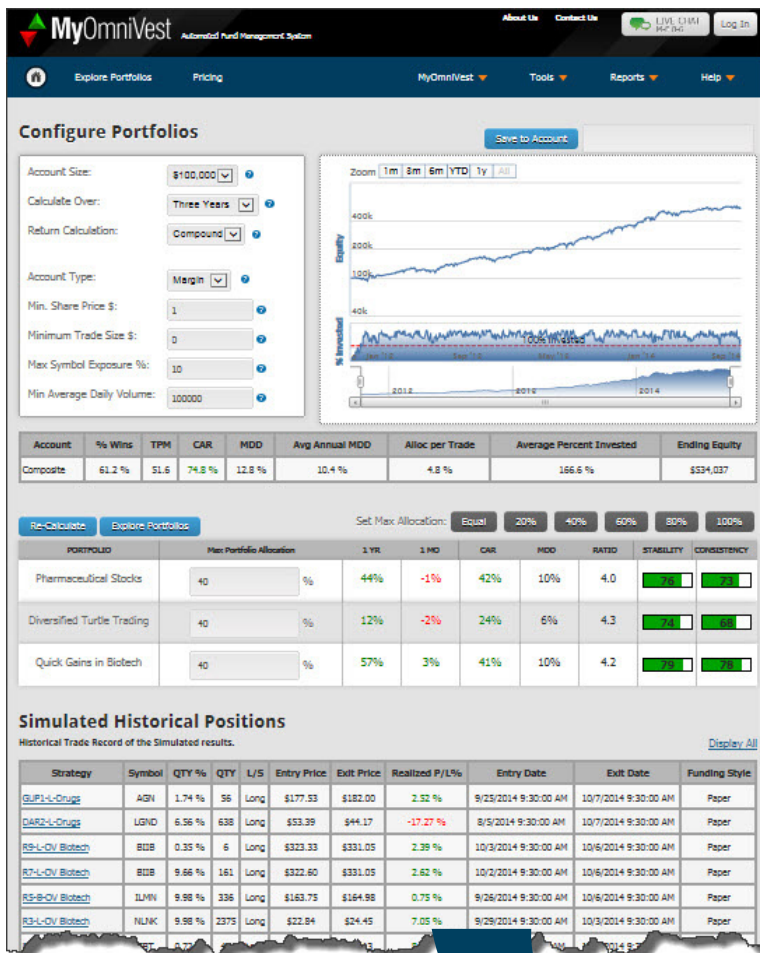 MyOmniVest Automated Fund Management System
About Us Contact Us LIVE CHAT Log In
Explore Portfolios Pricing MyOmniVest Tools Reports Help
Configure Portfolios
Save to Account
Account Size: $100,000
Calculate Over: Three Years
Return Calculation: Compound
Account Type: Margin
Min. Share Price $: 1
Minimum Trade Size $: 0
Max Symbol Exposure %: 10
Min Average Daily Volume: 100000
Zoom 1m 3m 6m YTD 1y All
Equity
400k
200k
100k
40k
% Invested
100% Invested
2014
Account % Wins TPM CAR MDD Avg Annual MDD Alloc per Trade Average Percent Invested Ending Equity
Composite 61.2 % 51.6 74.8 % 12.8 % 10.4 % 4.8 % 166.6 % $534,037
Re-Calculate Explore Portfolios Set Max Allocation: Equal 20% 40% 60% 80% 100%
PORTFOLIO Max Portfolio Allocation 1 YR 1 MO CAR MDD RATIO STABILITY CONSISTENCY
Pharmaceutical Stocks 40 % 44% -1% 42% 10% 4.0 76 73
Diversified Turtle Trading 40 % 12% -2% 24% 6% 4.3 74 68
Quick Gains in Biotech 40 % 57% 3% 41% 10% 4.2 79 78
Simulated Historical Positions
Historical Trade Record of the Simulated results. Display All
Strategy Symbol QTY % QTY L/S Entry Price Exit Price Realized P/L% Entry Date Exit Date Funding Style
GUP1-L-Drugs AGN 1.74 % 56 Long $177.53 $182.00 2.52 % 9/25/2014 9:30:00 AM 10/7/2014 9:30:00 AM Paper
DAR2-L-Drugs LGND 6.56 % 638 Long $53.39 $44.17 -17.27 % 8/5/2014 9:30:00 AM 10/7/2014 9:30:00 AM Paper
R9-L-OV Biotech BIIB 0.35 % 6 Long $323.33 $331.05 2.39 % 10/3/2014 9:30:00 AM 10/6/2014 9:30:00 AM Paper
R7-L-OV Biotech BIIB 9.66 % 161 Long $322.60 $331.05 2.62 % 10/2/2014 9:30:00 AM 10/6/2014 9:30:00 AM Paper
R5-B-OV Biotech ILMN 9.98 % 336 Long $163.75 $164.98 0.75 % 9/26/2014 9:30:00 AM 10/6/2014 9:30:00 AM Paper
R3-L-OV Biotech NLNK 9.98 % 2375 Long $22.84 $24.45 7.05 % 9/29/2014 9:30:00 AM 10/3/2014 9:30:00 AM Paper